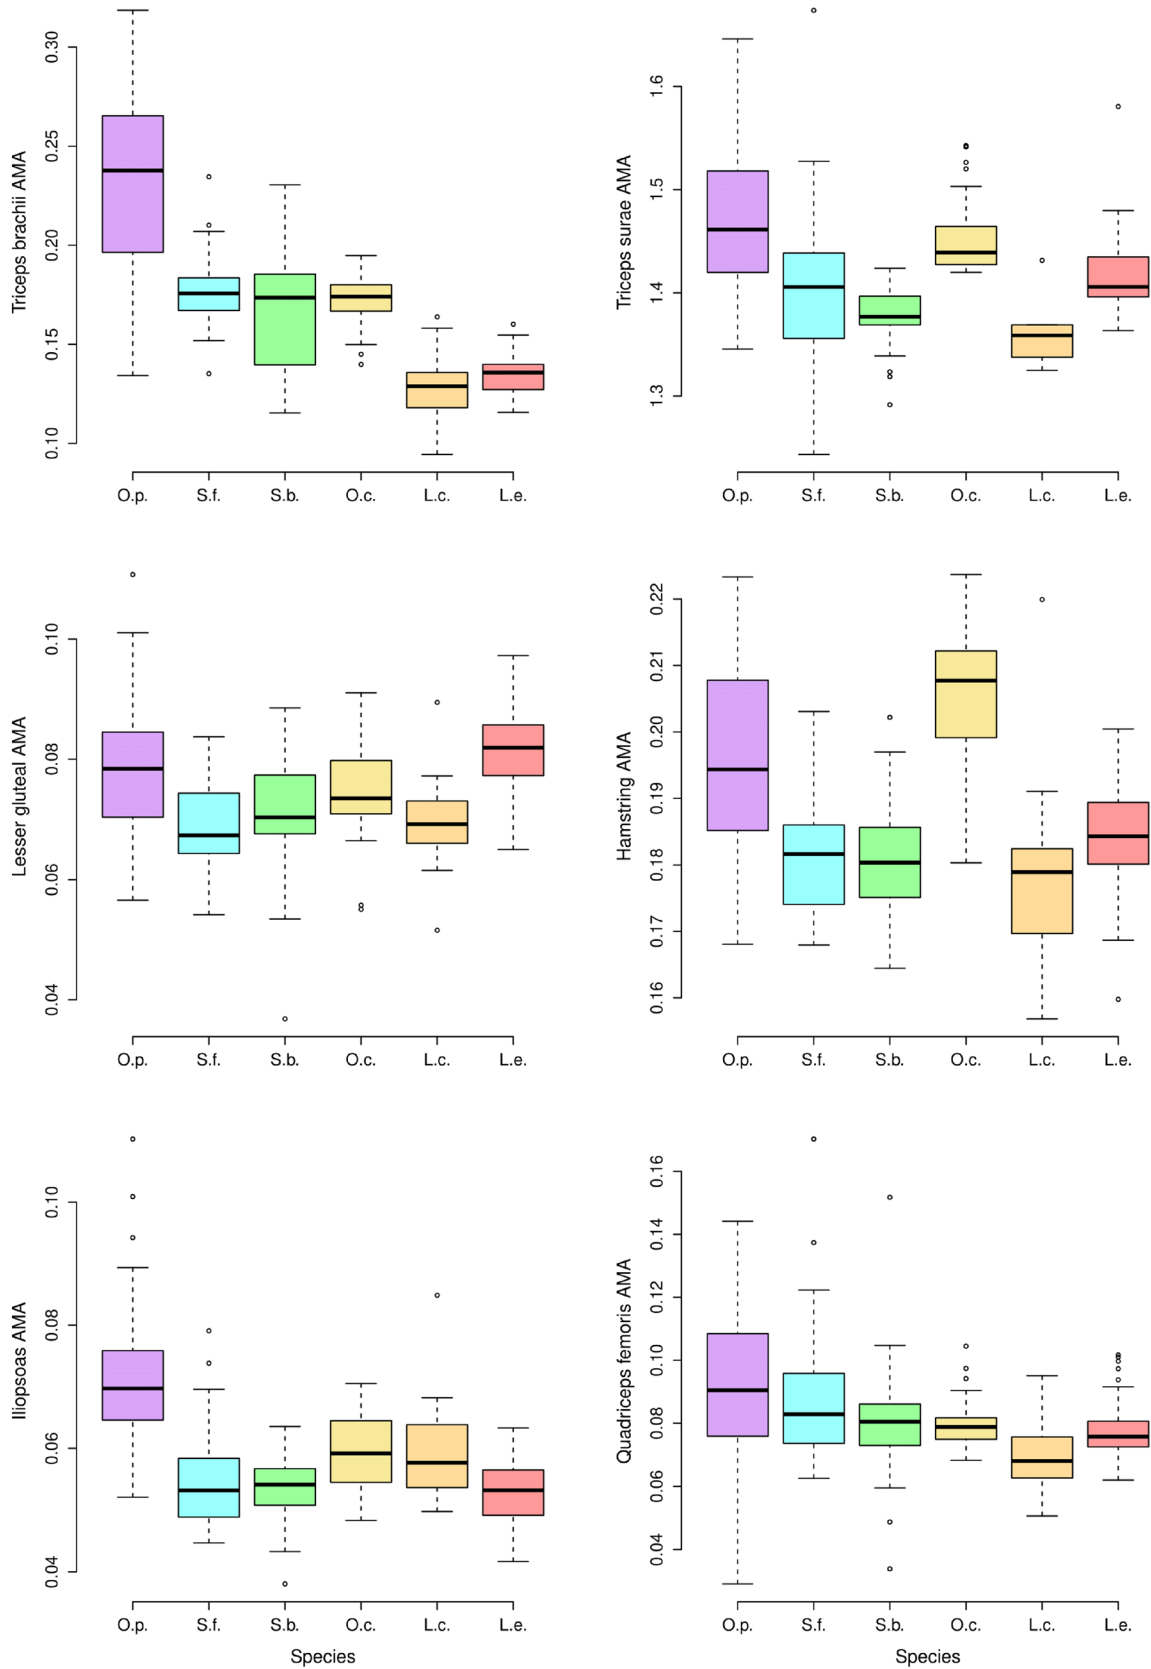 Triceps brachii AMA
0.30
0.25
0.20
0.15
0.10
O.p. S.f. S.b. O.c. L.c. L.e.
Triceps surae AMA
1.6
1.5
1.4
1.3
O.p. S.f. S.b. O.c. L.c. L.e.
Lesser gluteal AMA
0.10
0.08
0.06
0.04
O.p. S.f. S.b. O.c. L.c. L.e.
Hamstring AMA
0.22
0.21
0.20
0.19
0.18
0.17
0.16
O.p. S.f. S.b. O.c. L.c. L.e.
Iliopsoas AMA
0.10
0.08
0.06
0.04
O.p. S.f. S.b. O.c. L.c. L.e.
Species
Quadriceps femoris AMA
0.16
0.14
0.12
0.10
0.08
0.06
0.04
O.p. S.f. S.b. O.c. L.c. L.e.
Species